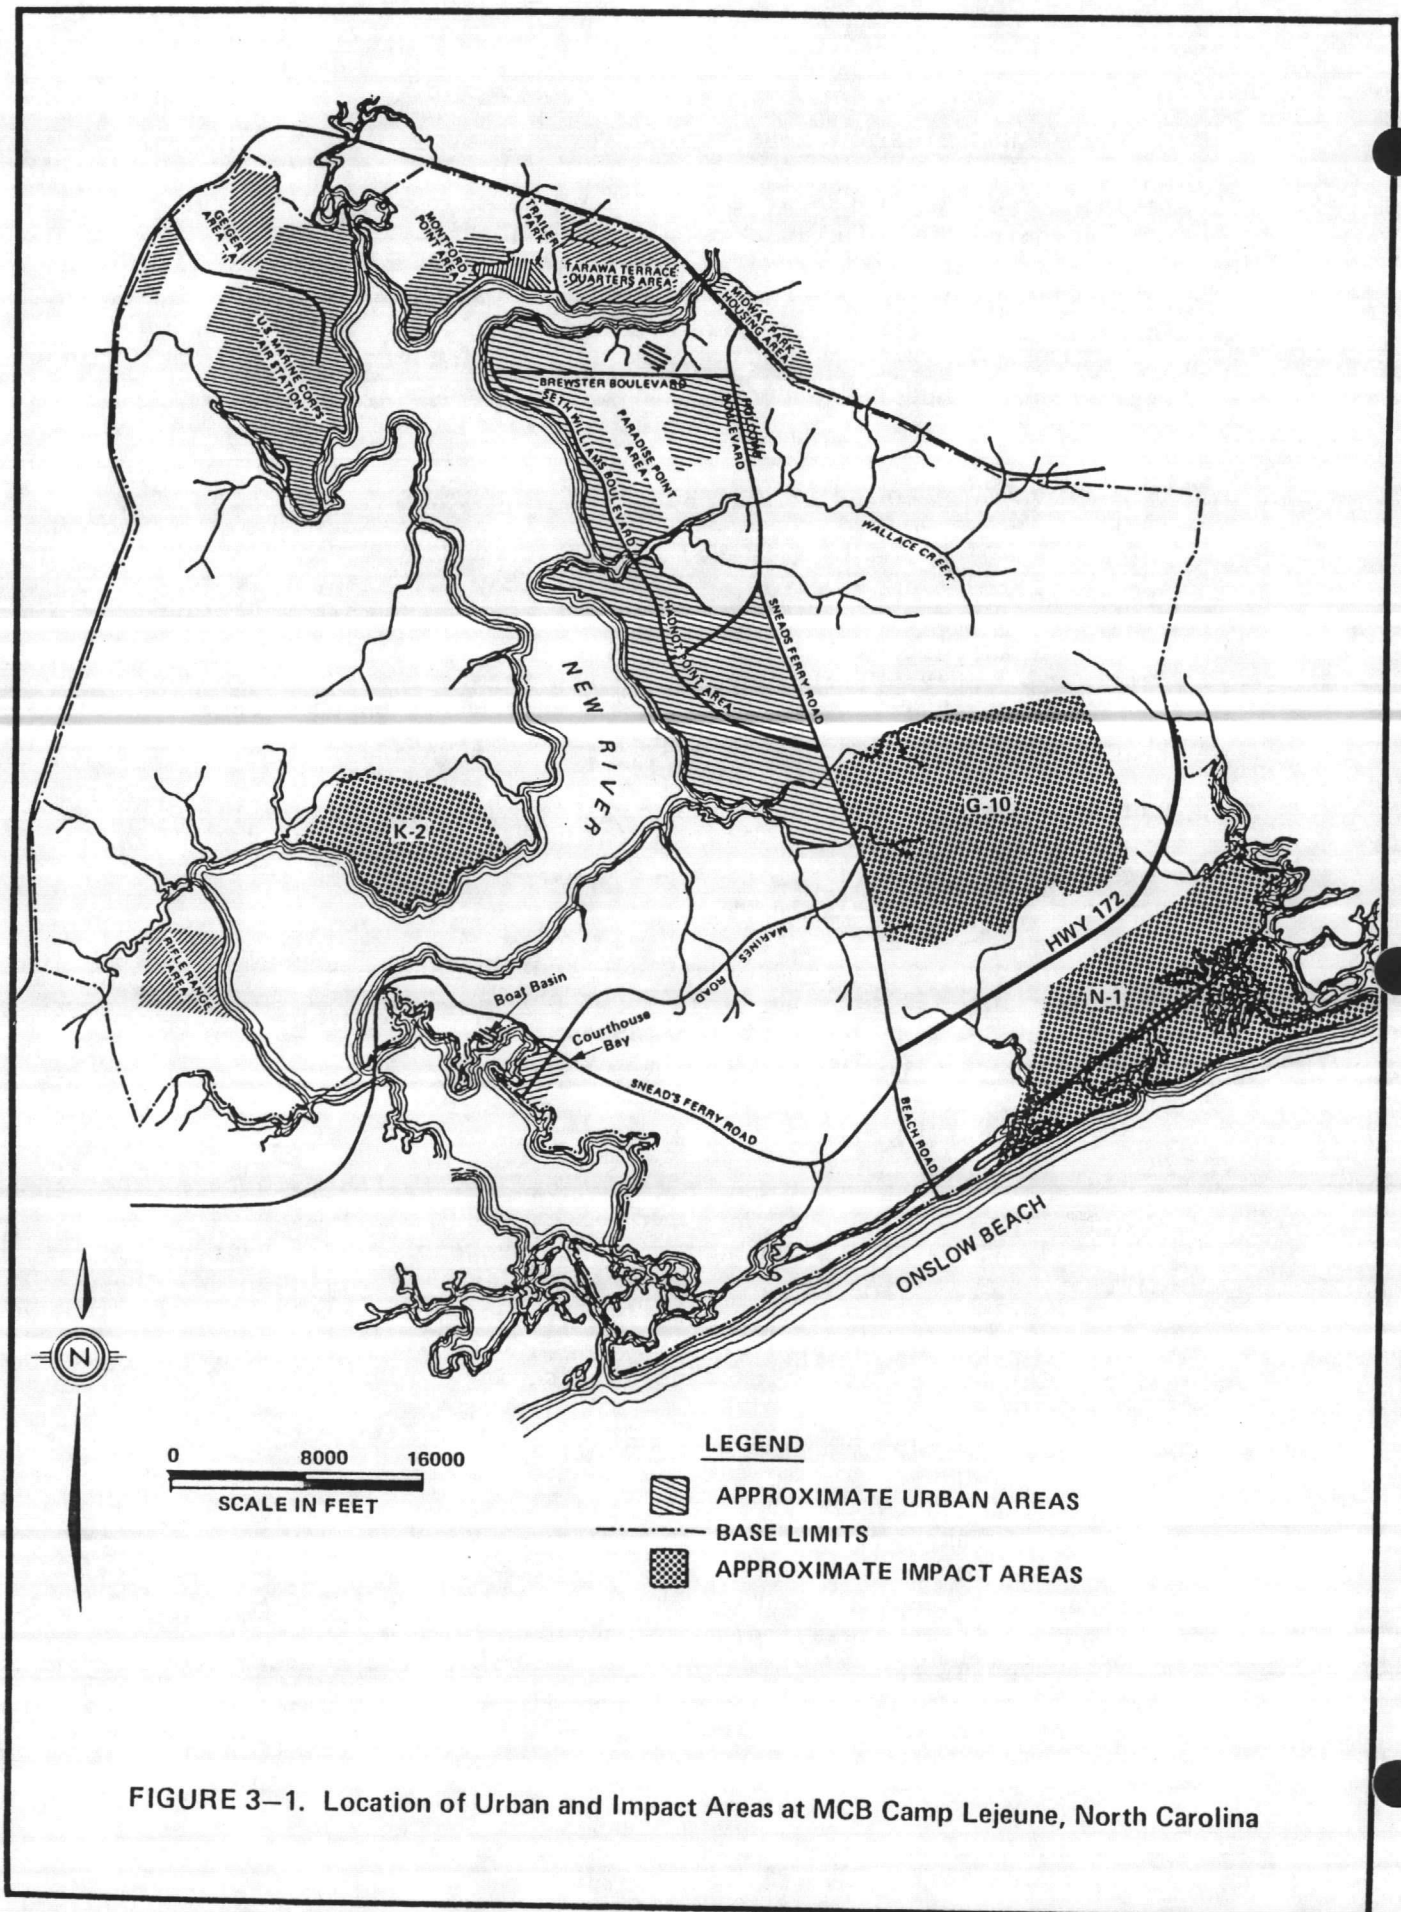 GEIGER
AREA "A"
MONTFORD
POINT AREA
TRAILER
PARK
TARAWA TERRACE
QUARTERS AREA
MIDWAY PARK
HOUSING AREA
U.S. MARINE CORPS
AIR STATION
BREWSTER BOULEVARD
SETH WILLIAMS BOULEVARD
PARADISE POINT
AREA
HOLCOMB
BOULEVARD
WALLACE CREEK
HADNOT POINT AREA
SNEADS FERRY ROAD
NEW
RIVER
K-2
G-10
RIFLE RANGE
AREA
MARINES
ROAD
HWY 172
N-1
Boat Basin
Courthouse
Bay
SNEAD'S FERRY ROAD
BEACH ROAD
ONSLOW BEACH
N
0 8000 16000
SCALE IN FEET
LEGEND
APPROXIMATE URBAN AREAS
BASE LIMITS
APPROXIMATE IMPACT AREAS
FIGURE 3—1. Location of Urban and Impact Areas at MCB Camp Lejeune, North Carolina